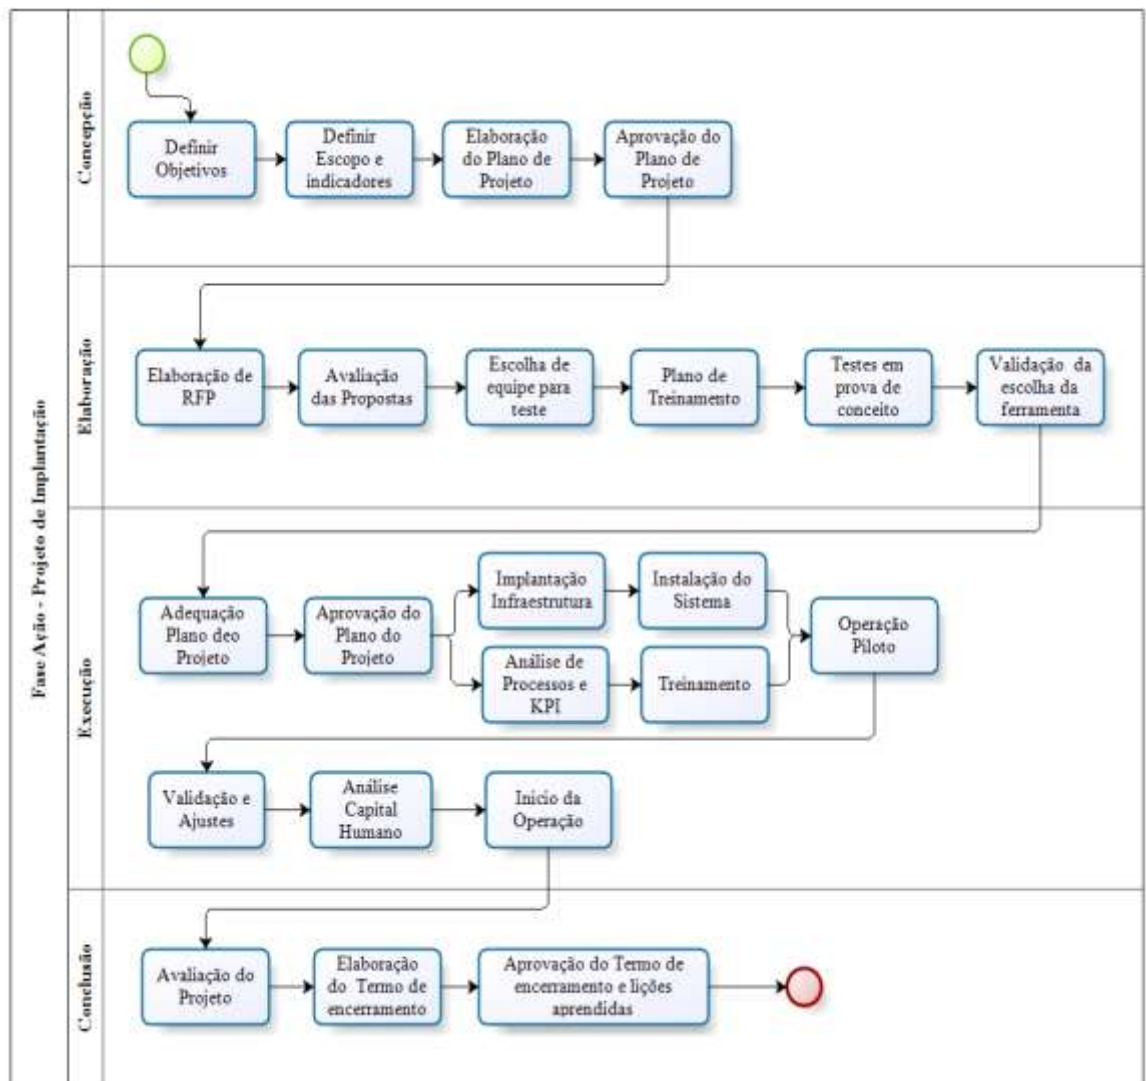 Fase Ação - Projeto de Implantação
Concepção
Definir
Objetivos
Definir
Escopo e
indicadores
Elaboração
do Plano de
Projeto
Aprovação do
Plano de
Projeto
Elaboração
Elaboração de
RFP
Avaliação
das Propostas
Escolha de
equipe para
teste
Plano de
Treinamento
Testes em
prova de
conceito
Validação da
escolha da
ferramenta
Execução
Adequação
Plano deo
Projeto
Aprovação do
Plano do
Projeto
Implantação
Infraestrutura
Instalação do
Sistema
Análise de
Processos e
KPI
Treinamento
Operação
Piloto
Validação e
Ajustes
Análise
Capital
Humano
Inicio da
Operação
Conclusão
Avaliação do
Projeto
Elaboração
do Termo de
encerramento
Aprovação do Termo de
encerramento e lições
aprendidas